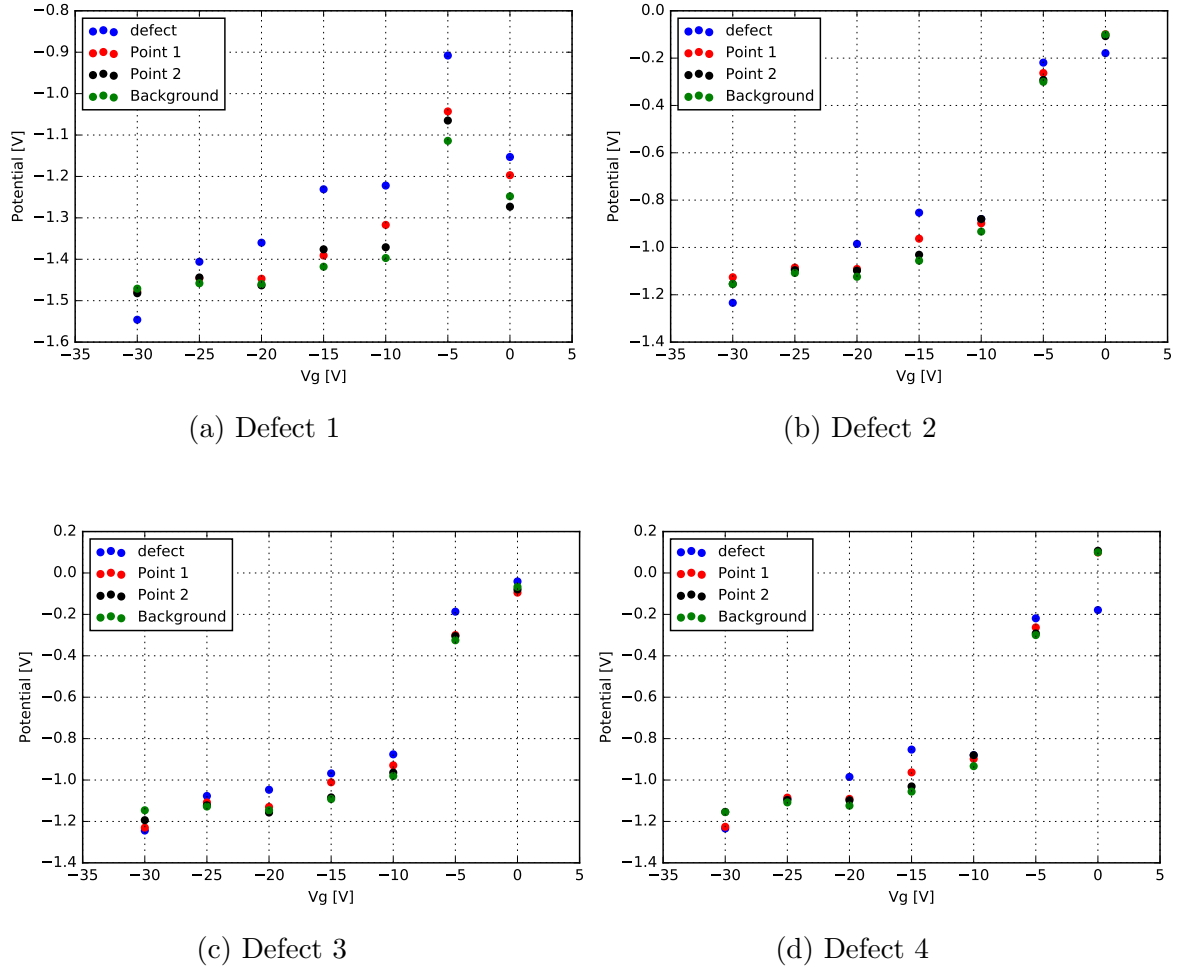 −0.8
−0.9
−1.0
−1.1
−1.2
−1.3
−1.4
−1.5
−1.6
Potential [V]
defect
Point 1
Point 2
Background
−35 −30 −25 −20 −15 −10 −5 0 5
Vg [V]
(a) Defect 1
0.0
−0.2
−0.4
−0.6
−0.8
−1.0
−1.2
−1.4
Potential [V]
defect
Point 1
Point 2
Background
−35 −30 −25 −20 −15 −10 −5 0 5
Vg [V]
(b) Defect 2
0.2
0.0
−0.2
−0.4
−0.6
−0.8
−1.0
−1.2
−1.4
Potential [V]
defect
Point 1
Point 2
Background
−35 −30 −25 −20 −15 −10 −5 0 5
Vg [V]
(c) Defect 3
0.2
0.0
−0.2
−0.4
−0.6
−0.8
−1.0
−1.2
−1.4
Potential [V]
defect
Point 1
Point 2
Background
−35 −30 −25 −20 −15 −10 −5 0 5
Vg [V]
(d) Defect 4